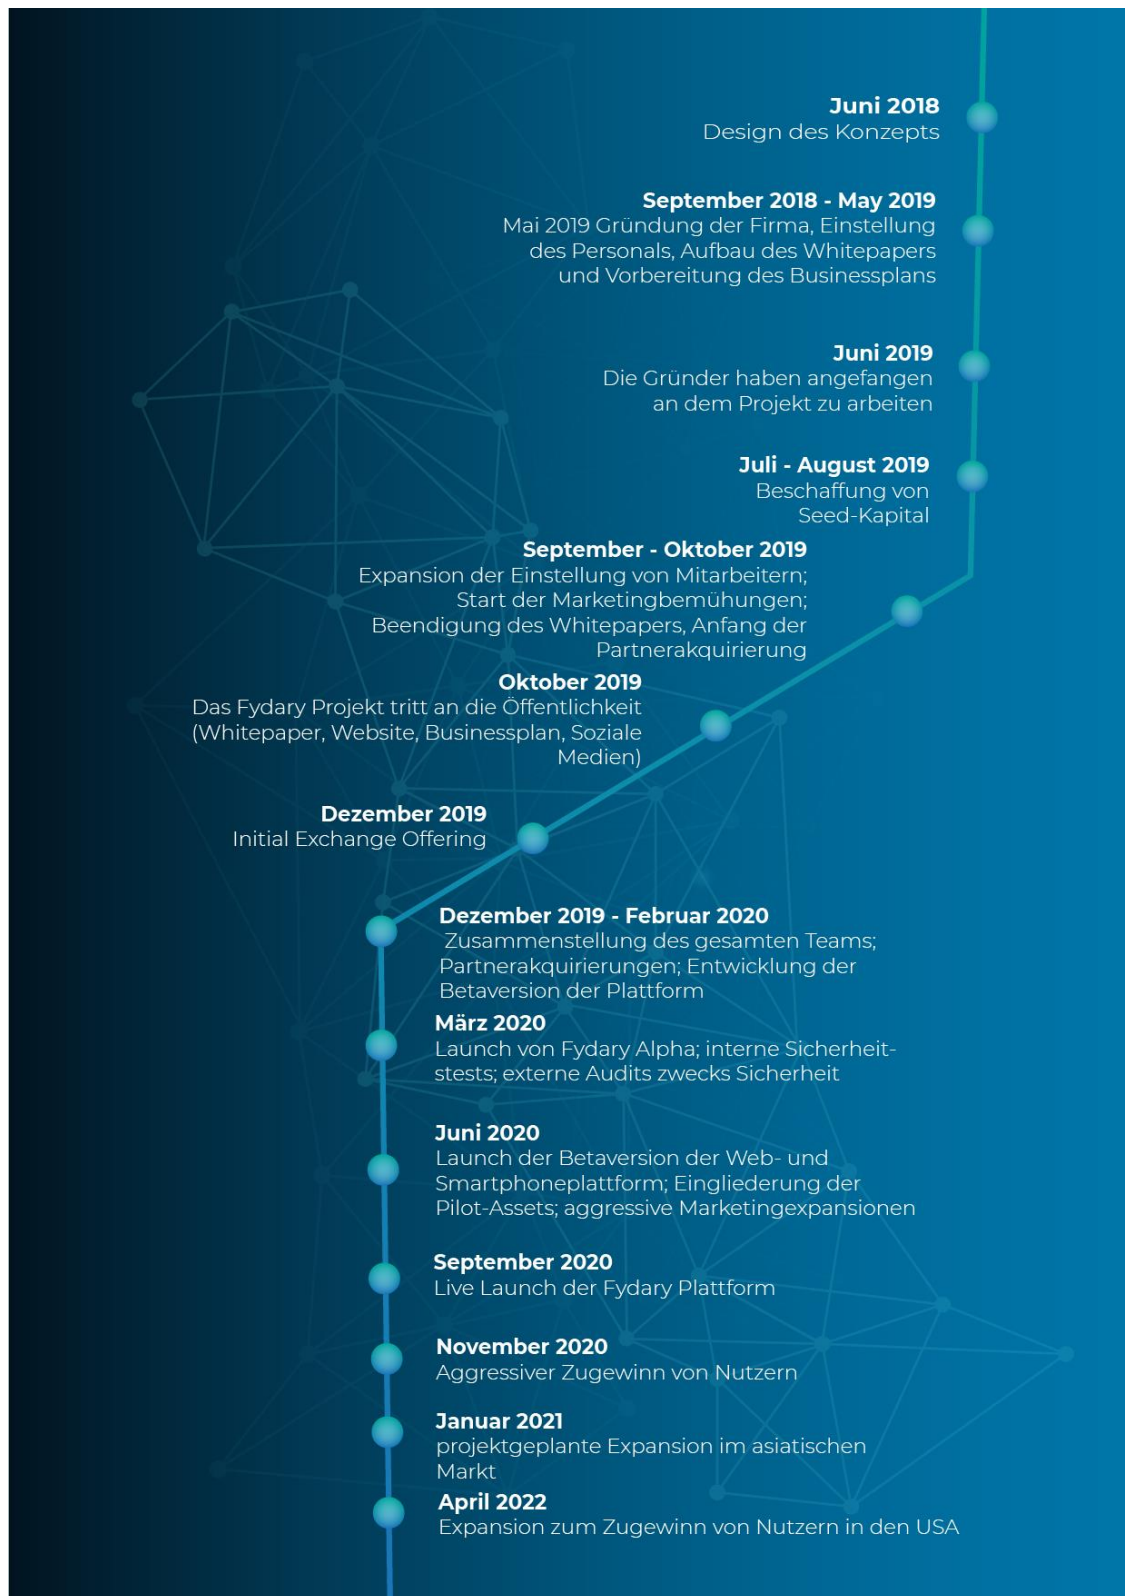 Juni 2018
Design des Konzepts
September 2018 - May 2019
Mai 2019 Gründung der Firma, Einstellung
des Personals, Aufbau des Whitepapers
und Vorbereitung des Businessplans
Juni 2019
Die Gründer haben angefangen
an dem Projekt zu arbeiten
Juli - August 2019
Beschaffung von
Seed-Kapital
September - Oktober 2019
Expansion der Einstellung von Mitarbeitern;
Start der Marketingbemühungen;
Beendigung des Whitepapers, Anfang der
Partnerakquirierung
Oktober 2019
Das Fydary Projekt tritt an die Öffentlichkeit
(Whitepaper, Website, Businessplan, Soziale
Medien)
Dezember 2019
Initial Exchange Offering
Dezember 2019 - Februar 2020
Zusammenstellung des gesamten Teams;
Partnerakquirierungen; Entwicklung der
Betaversion der Plattform
März 2020
Launch von Fydary Alpha; interne Sicherheit-
stests; externe Audits zwecks Sicherheit
Juni 2020
Launch der Betaversion der Web- und
Smartphoneplattform; Eingliederung der
Pilot-Assets; aggressive Marketingexpansionen
September 2020
Live Launch der Fydary Plattform
November 2020
Aggressiver Zugewinn von Nutzern
Januar 2021
projektgeplante Expansion im asiatischen
Markt
April 2022
Expansion zum Zugewinn von Nutzern in den USA